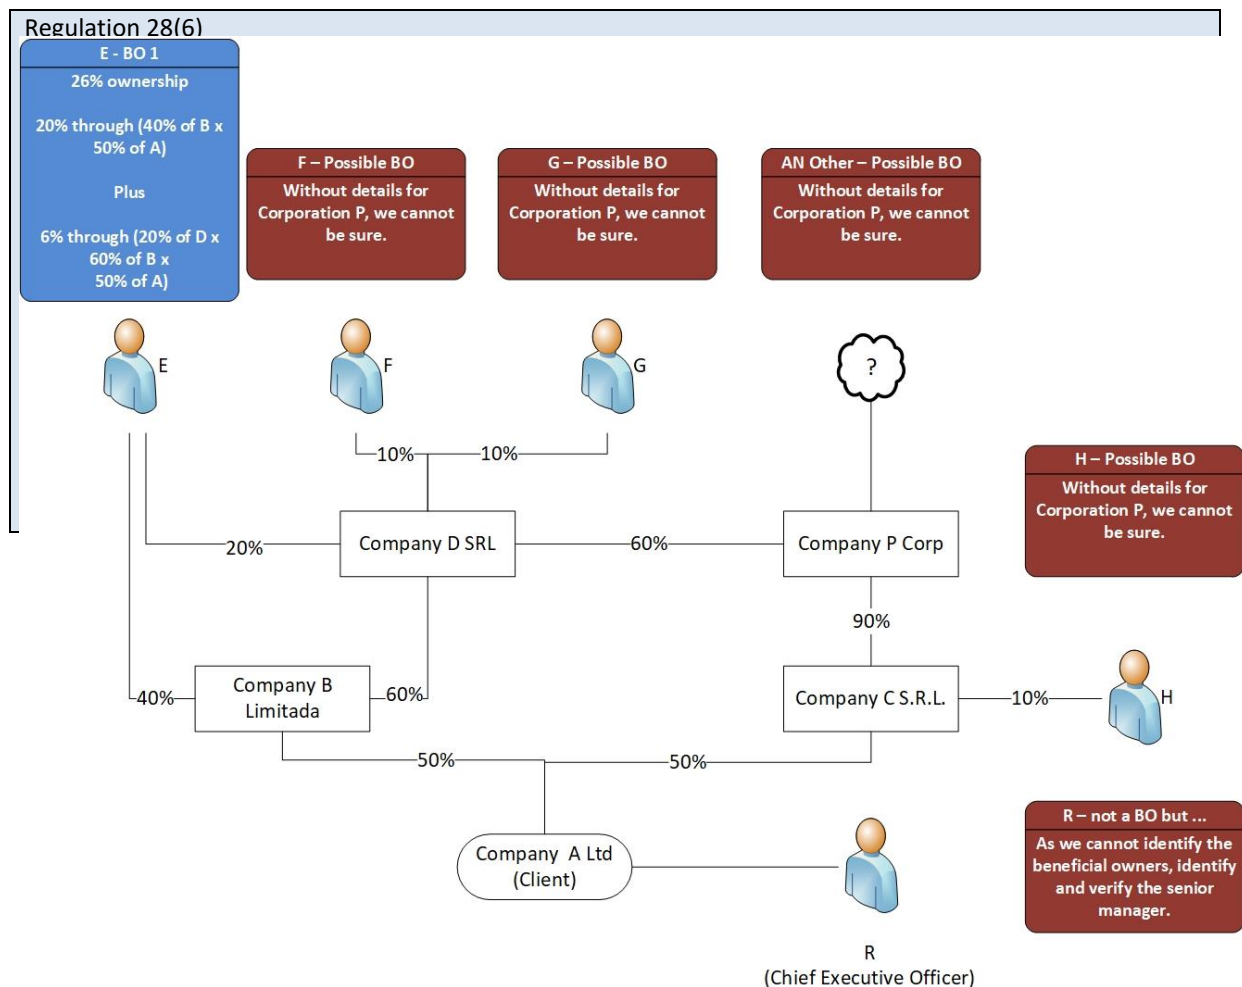 Regulation 28(6)
E - BO 1
26% ownership
20% through (40% of B x
50% of A)
Plus
6% through (20% of D x
60% of B x
50% of A)
F – Possible BO
Without details for
Corporation P, we cannot
be sure.
G – Possible BO
Without details for
Corporation P, we cannot
be sure.
AN Other – Possible BO
Without details for
Corporation P, we cannot
be sure.
E
F
G
?
10%
10%
H – Possible BO
Without details for
Corporation P, we cannot
be sure.
20%
Company D SRL
60%
Company P Corp
90%
40%
Company B
Limitada
60%
Company C S.R.L.
10%
H
50%
50%
Company A Ltd
(Client)
R – not a BO but ...
As we cannot identify the
beneficial owners, identify
and verify the senior
manager.
R
(Chief Executive Officer)